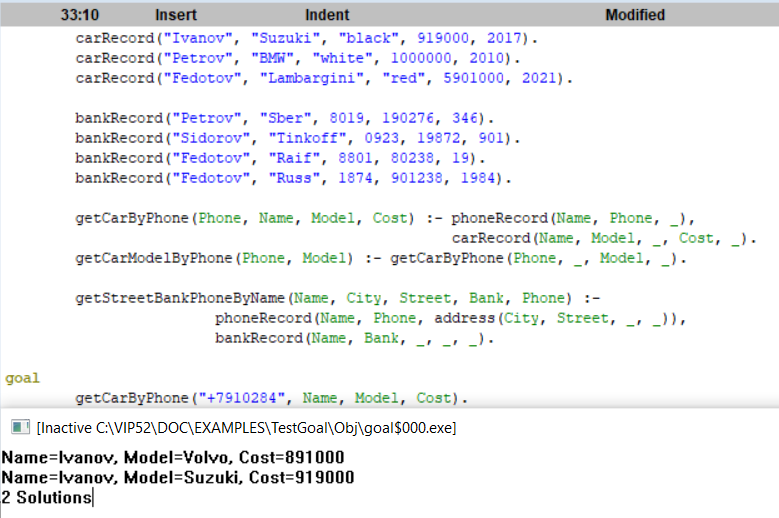 33:10 Insert Indent Modified
carRecord("Ivanov", "Suzuki", "black", 919000, 2017).
carRecord("Petrov", "BMW", "white", 1000000, 2010).
carRecord("Fedotov", "Lambargini", "red", 5901000, 2021).
bankRecord("Petrov", "Sber", 8019, 190276, 346).
bankRecord("Sidorov", "Tinkoff", 0923, 19872, 901).
bankRecord("Fedotov", "Raif", 8801, 80238, 19).
bankRecord("Fedotov", "Russ", 1874, 901238, 1984).
getCarByPhone(Phone, Name, Model, Cost) :- phoneRecord(Name, Phone, _),
carRecord(Name, Model, _, Cost, _).
getCarModelByPhone(Phone, Model) :- getCarByPhone(Phone, _, Model, _).
getStreetBankPhoneByName(Name, City, Street, Bank, Phone) :-
phoneRecord(Name, Phone, address(City, Street, _, _)),
bankRecord(Name, Bank, _, _, _).
goal
getCarByPhone("+7910284", Name, Model, Cost).
[Inactive C:\VIP52\DOC\EXAMPLES\TestGoal\Obj\goal$000.exe]
Name=Ivanov, Model=Volvo, Cost=891000
Name=Ivanov, Model=Suzuki, Cost=919000
2 Solutions